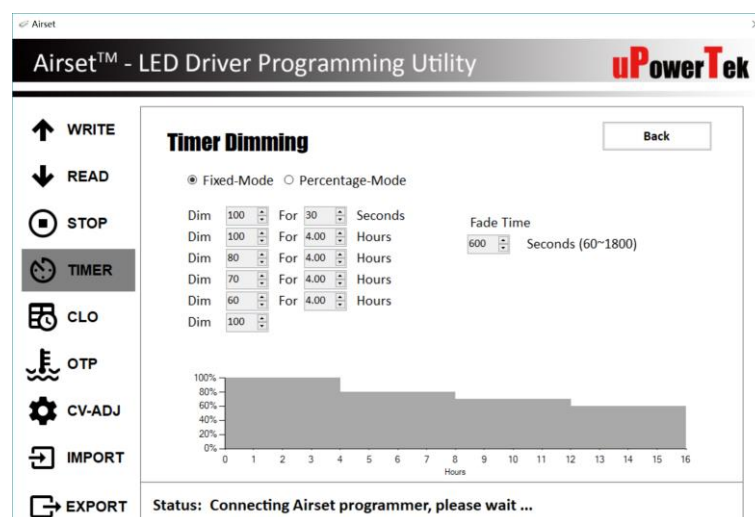 Airset
Airset™ - LED Driver Programming Utility
uPowerTek
WRITE
READ
STOP
TIMER
CLO
OTP
CV-ADJ
IMPORT
EXPORT
Timer Dimming
Back
Fixed-Mode Percentage-Mode
Dim 100 For 30 Seconds
Dim 100 For 4.00 Hours
Dim 80 For 4.00 Hours
Dim 70 For 4.00 Hours
Dim 60 For 4.00 Hours
Dim 100
Fade Time
600 Seconds (60~1800)
100%
80%
60%
40%
20%
0%
0 1 2 3 4 5 6 7 8 9 10 11 12 13 14 15 16
Hours
Status: Connecting Airset programmer, please wait ...